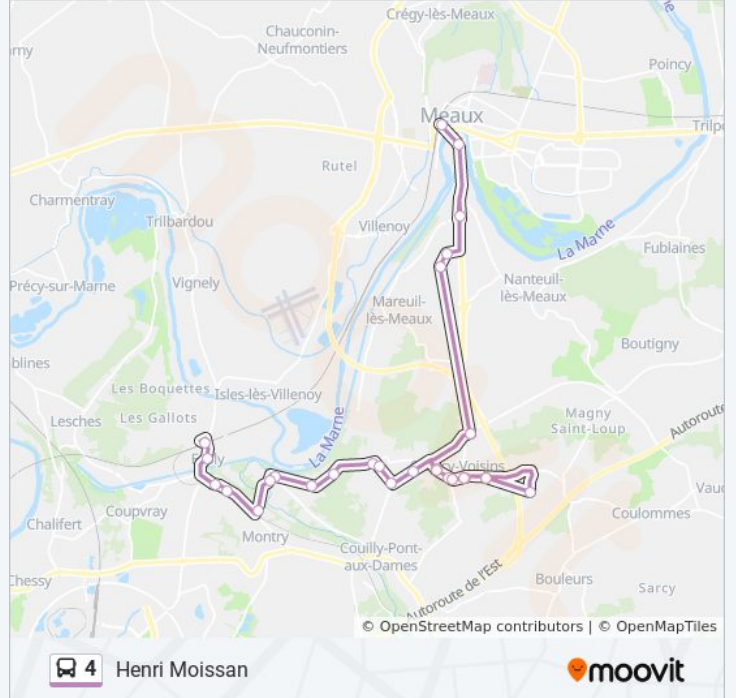 Crégy-lès-Meaux
Chauconin-
Neufmontiers
Poincy
Meaux
Rutel
Charmentray
Trilbardou
Villenoy
La Marne
Fublaines
Précy-sur-Marne
Vignely
Nanteuil-
lès-Meaux
Mareuil-
lès-Meaux
Boutigny
Les Boquettes
Isles-lès-Villenoy
Lesches
Les Gallots
Magny
Saint-Loup
Autoroute
La Marne
cy-Voisins
Coupvray
Coulommes
Chalifert
Montry
Couilly-Pont-
aux-Dames
Chessy
Autoroute de l'Est
Bouleurs
Sarcy
© OpenStreetMap contributors | © OpenMapTiles
4 Henri Moissan
moovit